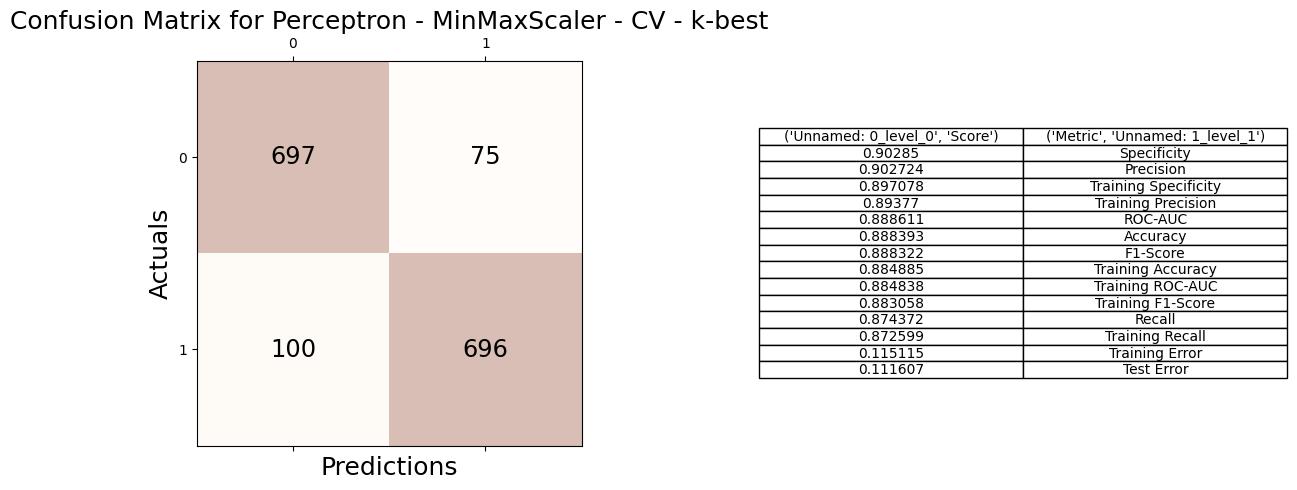 Confusion Matrix for Perceptron - MinMaxScaler - CV - k-best
0 1
0 697 75
1 100 696
Actuals
Predictions
('Unnamed: 0_level_0', 'Score') ('Metric', 'Unnamed: 1_level_1')
0.90285 Specificity
0.902724 Precision
0.897078 Training Specificity
0.89377 Training Precision
0.888611 ROC-AUC
0.888393 Accuracy
0.888322 F1-Score
0.884885 Training Accuracy
0.884838 Training ROC-AUC
0.883058 Training F1-Score
0.874372 Recall
0.872599 Training Recall
0.115115 Training Error
0.111607 Test Error